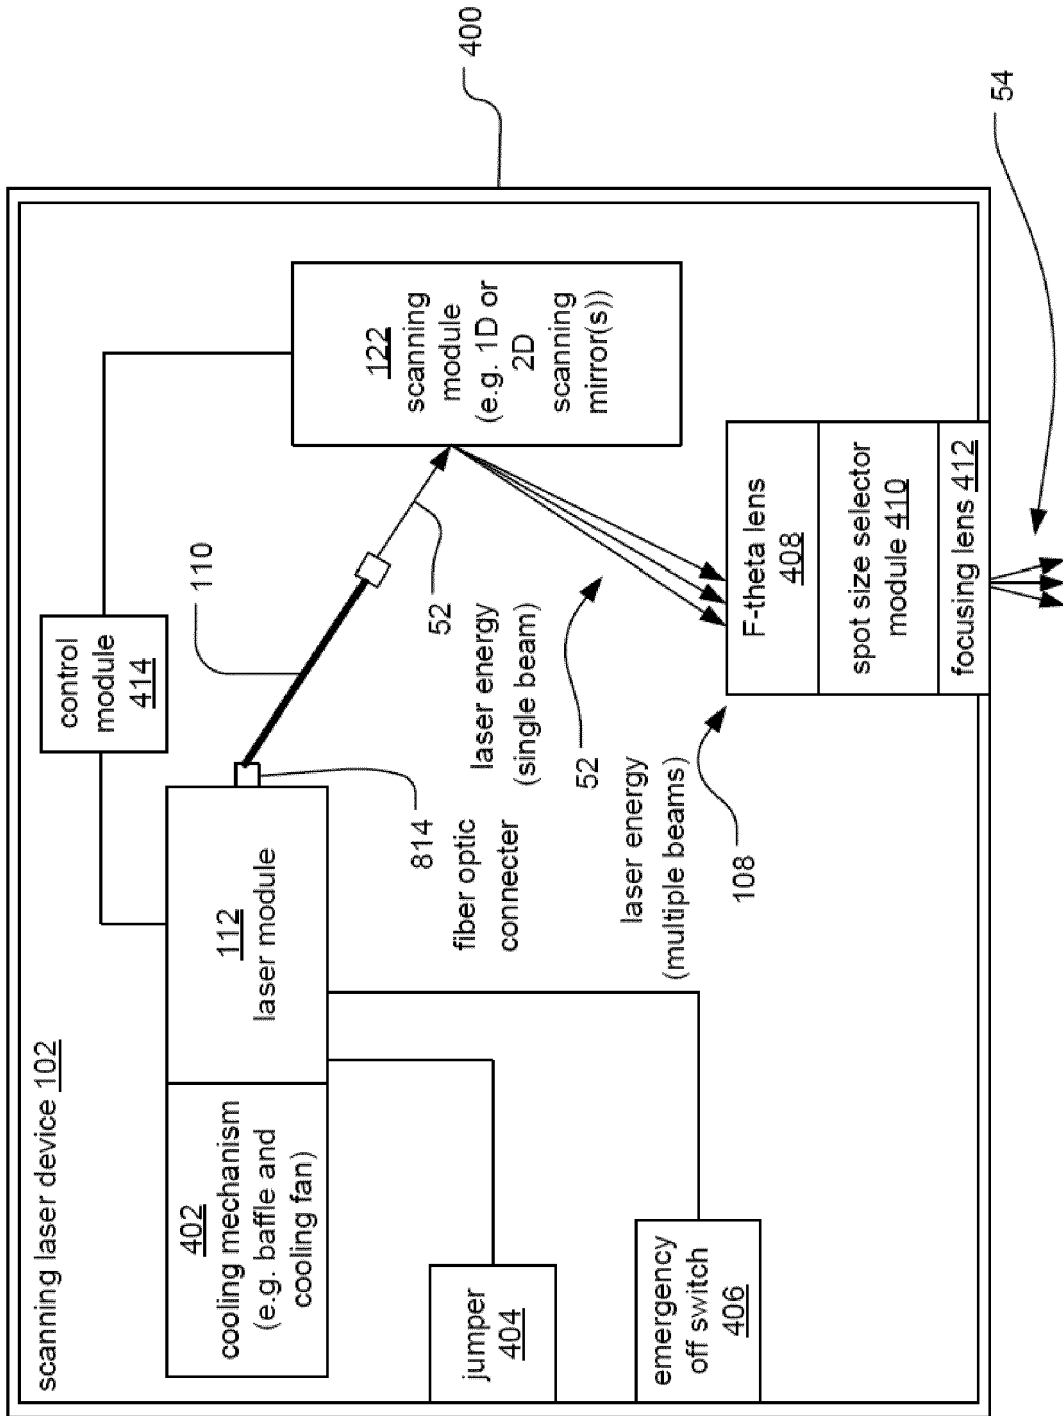 scanning laser device 102
402
cooling mechanism
(e.g. baffle and
cooling fan)
112
laser module
control
module
414
400
122
scanning
module
(e.g. 1D or
2D
scanning
mirror(s))
110
52
814
fiber optic
connecter
laser energy
(single beam)
52
laser energy
(multiple beams)
108
jumper
404
emergency
off switch
406
F-theta lens
408
spot size selector
module 410
focusing lens 412
54